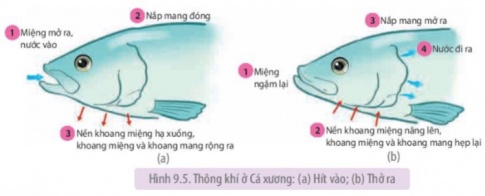 1 Miệng mở ra,
nước vào
2 Nắp mang đóng
3 Nền khoang miệng hạ xuống,
khoang miệng và khoang mang rộng ra
(a)
3 Nắp mang mở ra
4 Nước đi ra
1 Miệng
ngậm lại
2 Nền khoang miệng nâng lên,
khoang miệng và khoang mang hẹp lại
(b)
Hình 9.5. Thông khí ở Cá xương: (a) Hít vào; (b) Thở ra